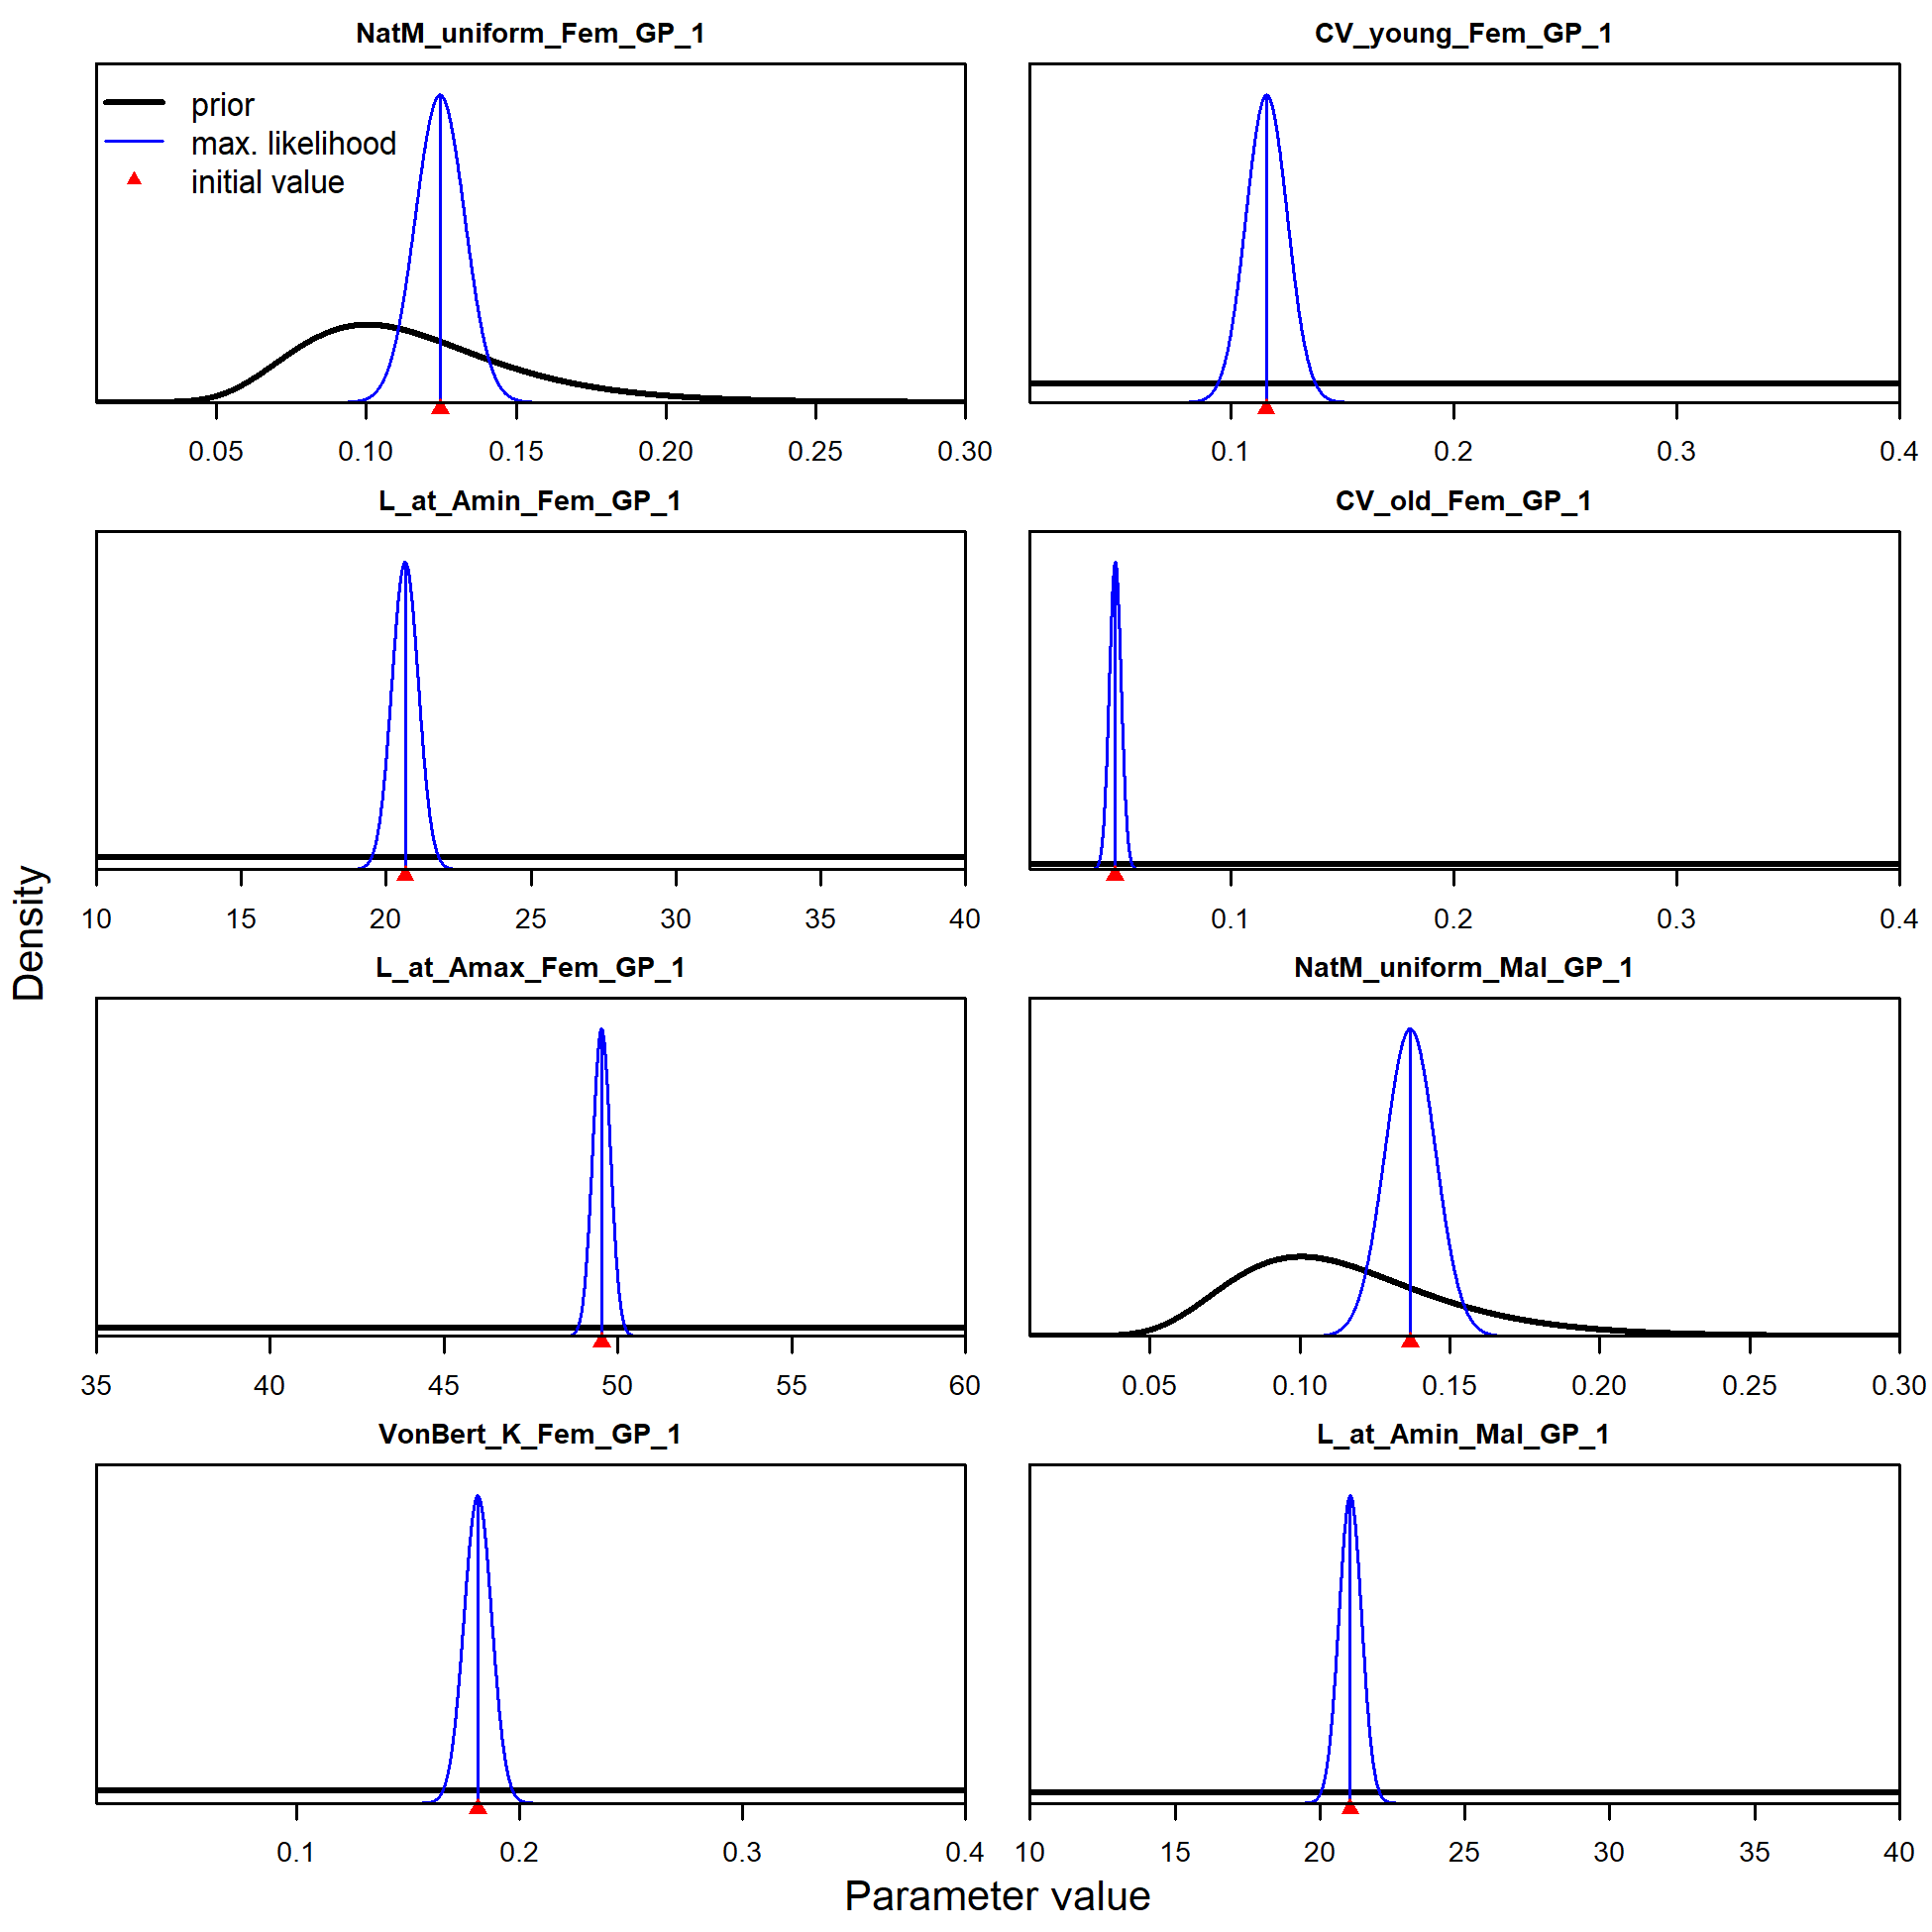 NatM_uniform_Fem_GP_1
prior
max. likelihood
initial value
0.05 0.10 0.15 0.20 0.25 0.30
CV_young_Fem_GP_1
0.1 0.2 0.3 0.4
L_at_Amin_Fem_GP_1
10 15 20 25 30 35 40
CV_old_Fem_GP_1
0.1 0.2 0.3 0.4
Density
L_at_Amax_Fem_GP_1
35 40 45 50 55 60
NatM_uniform_Mal_GP_1
0.05 0.10 0.15 0.20 0.25 0.30
VonBert_K_Fem_GP_1
0.1 0.2 0.3 0.4
L_at_Amin_Mal_GP_1
10 15 20 25 30 35 40
Parameter value